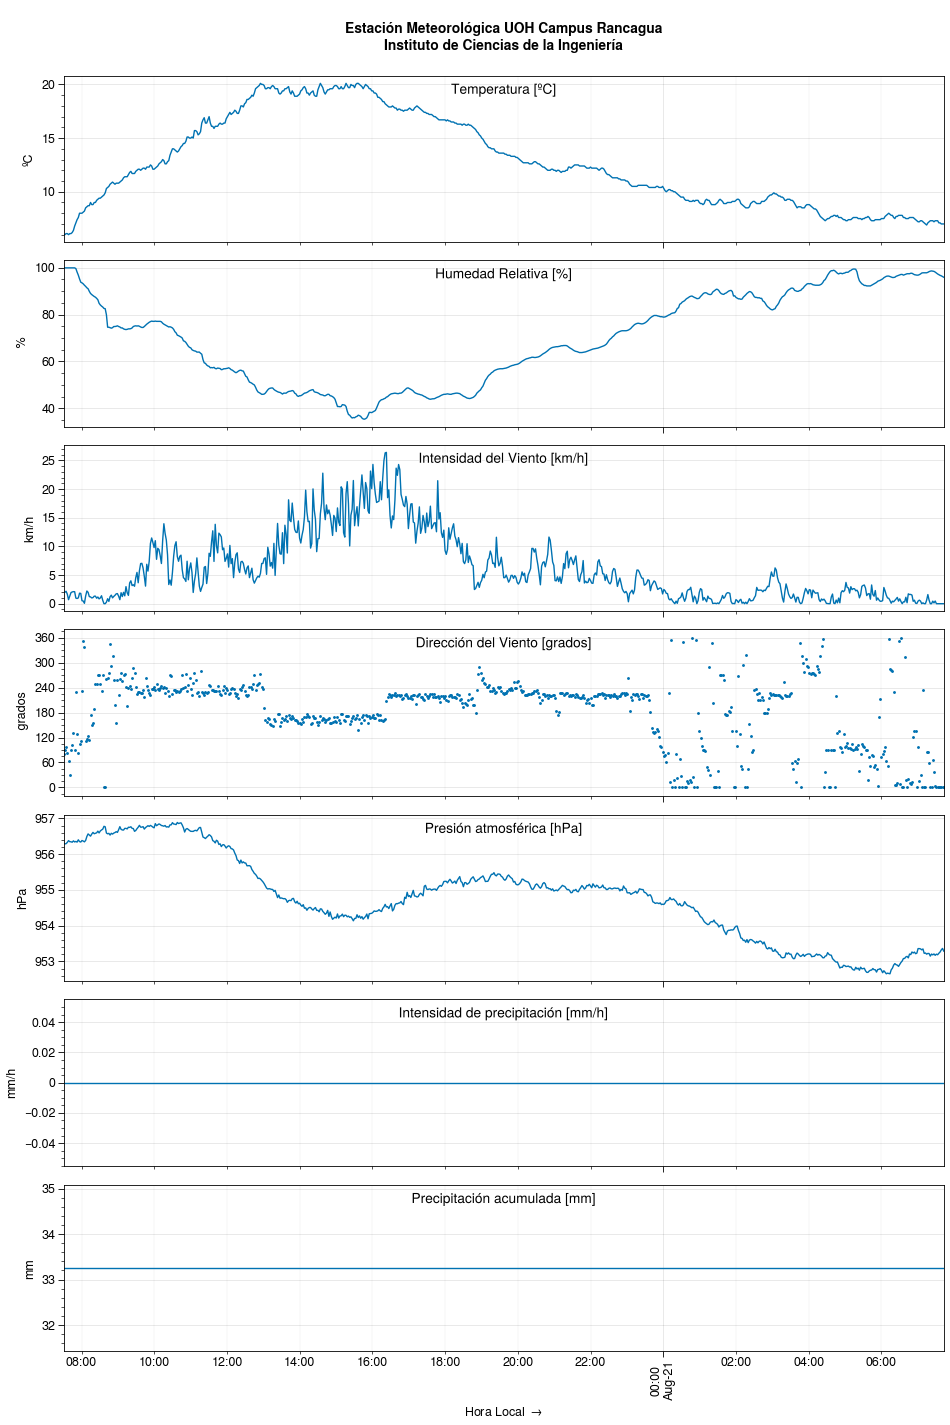 Estación Meteorológica UOH Campus Rancagua
Instituto de Ciencias de la Ingeniería
Temperatura [ºC]
ºC
20
15
10
Humedad Relativa [%]
%
100
80
60
40
Intensidad del Viento [km/h]
km/h
25
20
15
10
5
0
Dirección del Viento [grados]
grados
360
300
240
180
120
60
0
Presión atmosférica [hPa]
hPa
957
956
955
954
953
Intensidad de precipitación [mm/h]
mm/h
0.04
0.02
0
−0.02
−0.04
Precipitación acumulada [mm]
mm
35
34
33
32
08:00 10:00 12:00 14:00 16:00 18:00 20:00 22:00 00:00 02:00 04:00 06:00
Aug-21
Hora Local →